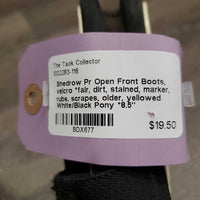 The Tack Collector
1002283-116
Shedrow Pr Open Front Boots,
velcro *fair, dirt, stained, marker,
rubs, scrapes, older, yellowed
White/Black Pony *8.5"
BDX677
$19.50